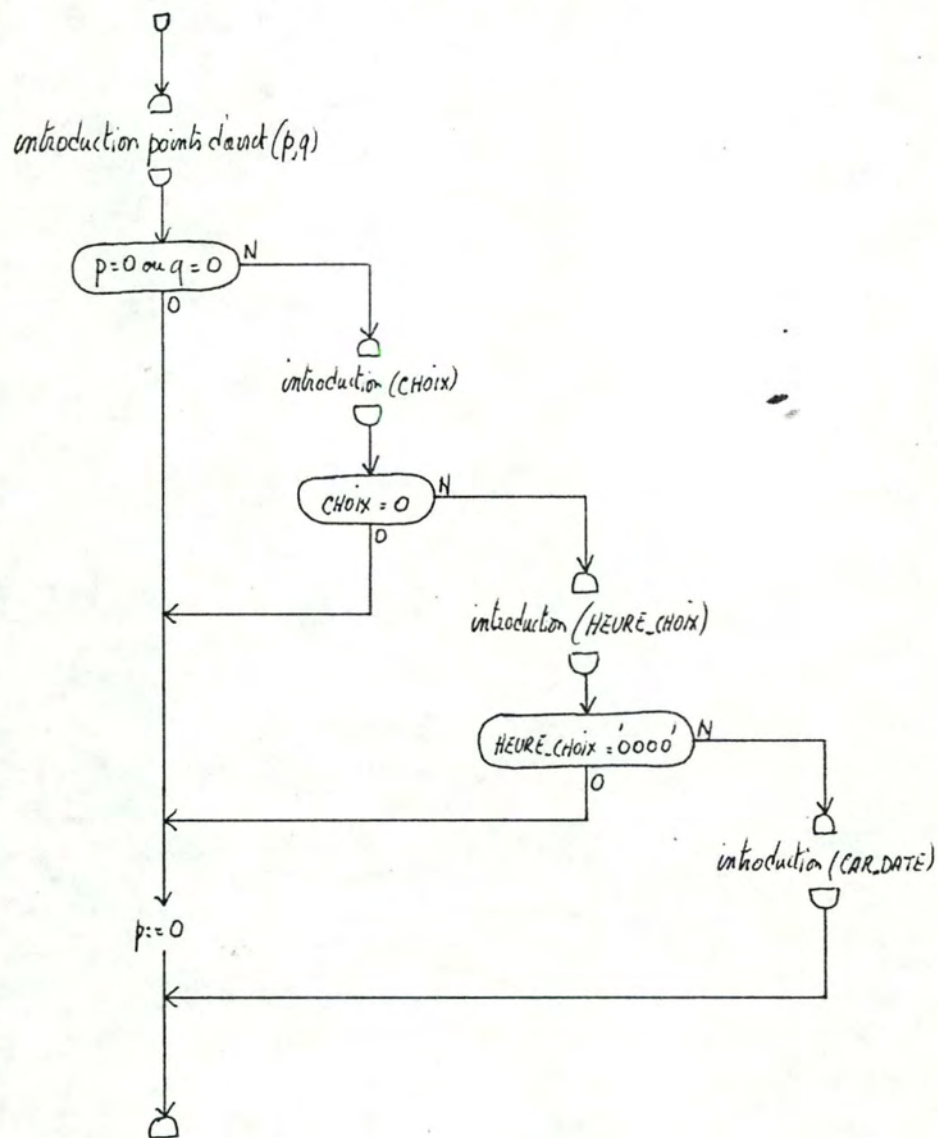 introduction points d'arrêt (p,q)
p=0 ou q=0
N
O
introduction (CHOIX)
CHOIX = 0
N
O
introduction (HEURE_CHOIX)
HEURE_CHOIX = '0000'
N
O
introduction (CAR_DATE)
p:=0